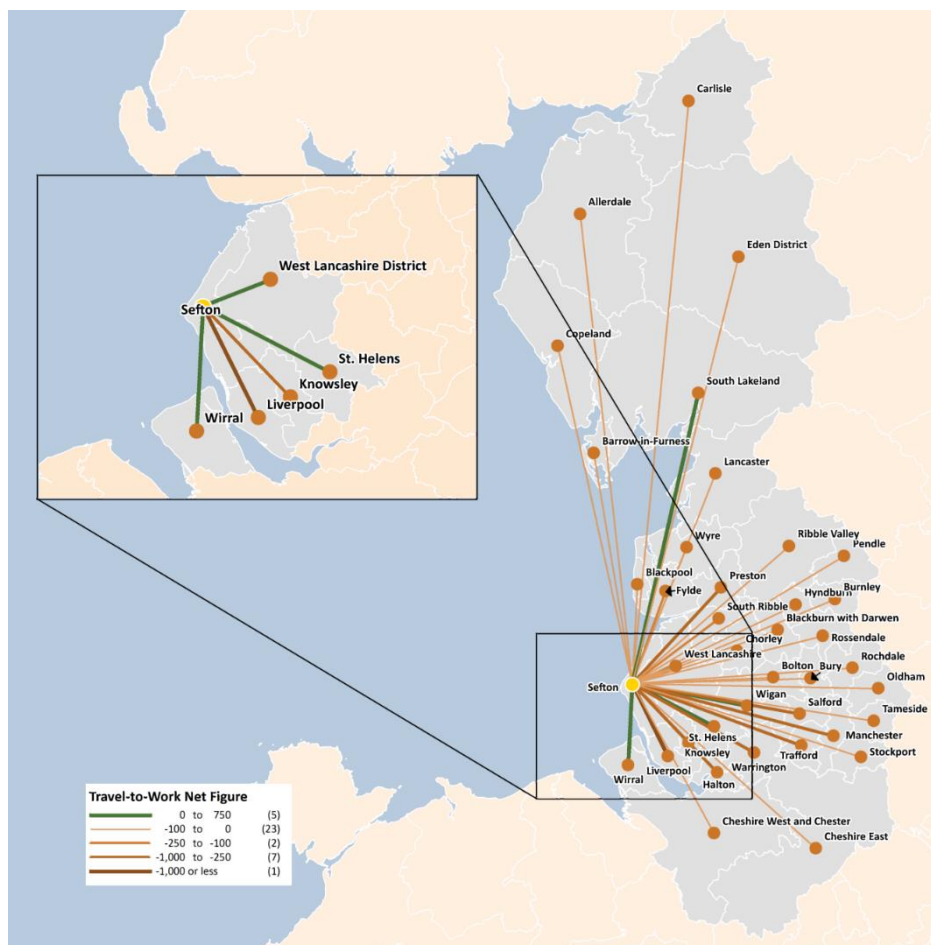 Carlisle
Allerdale
Eden District
West Lancashire District
Sefton
Copeland
St. Helens
Knowsley
South Lakeland
Liverpool
Wirral
Barrow-in-Furness
Lancaster
Wyre
Ribble Valley
Pendle
Blackpool
Preston
Fylde
Burnley
Hyndburn
South Ribble
Blackburn with Darwen
Chorley
Rossendale
West Lancashire
Rochdale
Bolton
Bury
Oldham
Sefton
Wigan
Salford
Tameside
St. Helens
Manchester
Knowsley
Trafford
Stockport
Wirral
Liverpool
Warrington
Halton
Travel-to-Work Net Figure
0 to 750 (5)
-100 to 0 (23)
-250 to -100 (2)
-1,000 to -250 (7)
-1,000 or less (1)
Cheshire West and Chester
Cheshire East